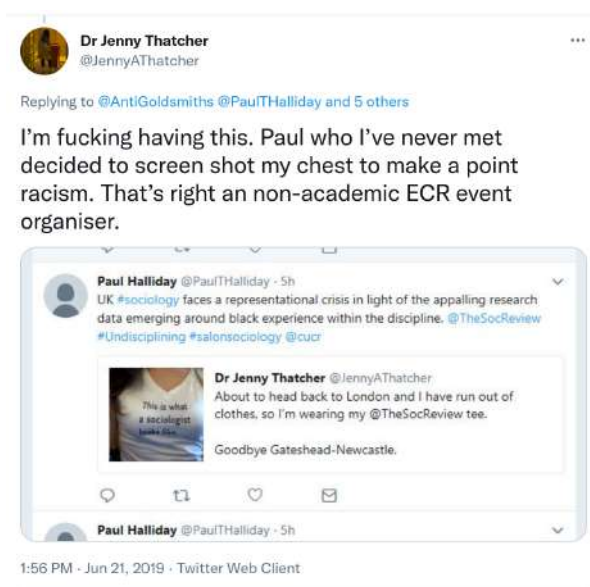 Dr Jenny Thatcher
@JennyAThatcher
Replying to @AntiGoldsmiths @PaulTHalliday and 5 others
I'm fucking having this. Paul who I've never met
decided to screen shot my chest to make a point
racism. That's right an non-academic ECR event
organiser.
Paul Halliday @PaulTHalliday · 5h
UK #sociology faces a representational crisis in light of the appalling research
data emerging around black experience within the discipline. @TheSocReview
#Undisciplining #salonsociology @cucr
Dr Jenny Thatcher @JennyAThatcher
About to head back to London and I have run out of
clothes, so I'm wearing my @TheSocReview tee.
Goodbye Gateshead-Newcastle.
This is what
a sociologist
looks like
Paul Halliday @PaulTHalliday · 5h
1:56 PM · Jun 21, 2019 · Twitter Web Client